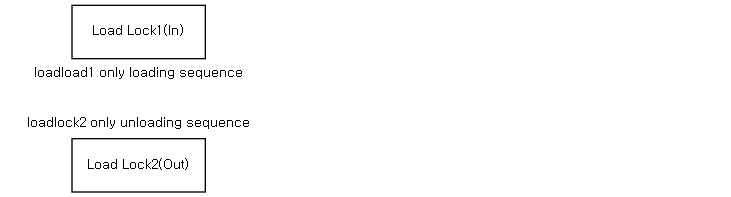 Load Lock1(In)
loadload1 only loading sequence
loadlock2 only unloading sequence
Load Lock2(Out)